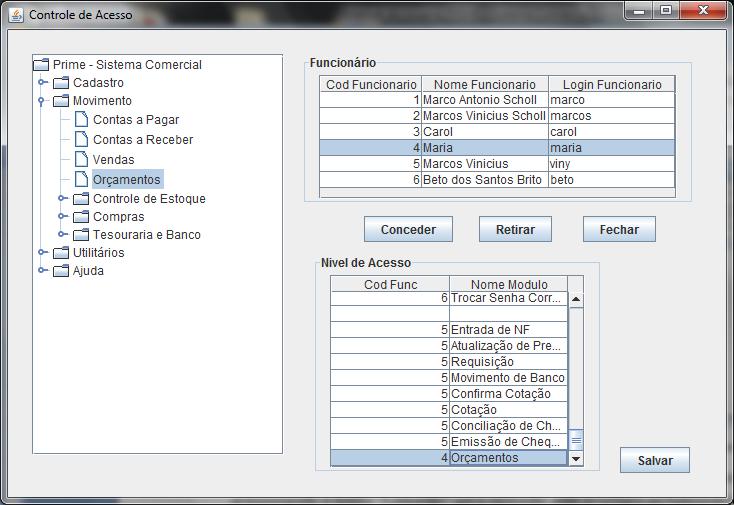 Controle de Acesso
Prime - Sistema Comercial
Cadastro
Movimento
Contas a Pagar
Contas a Receber
Vendas
Orçamentos
Controle de Estoque
Compras
Tesouraria e Banco
Utilitários
Ajuda
Funcionário
Cod Funcionario Nome Funcionario Login Funcionario
1 Marco Antonio Scholl marco
2 Marcos Vinicius Scholl marcos
3 Carol carol
4 Maria maria
5 Marcos Vinicius viny
6 Beto dos Santos Brito beto
Conceder Retirar Fechar
Nivel de Acesso
Cod Func Nome Modulo
6 Trocar Senha Corr...
5 Entrada de NF
5 Atualização de Pre...
5 Requisição
5 Movimento de Banco
5 Confirma Cotação
5 Cotação
5 Conciliação de Ch...
5 Emissão de Cheq...
4 Orçamentos
Salvar